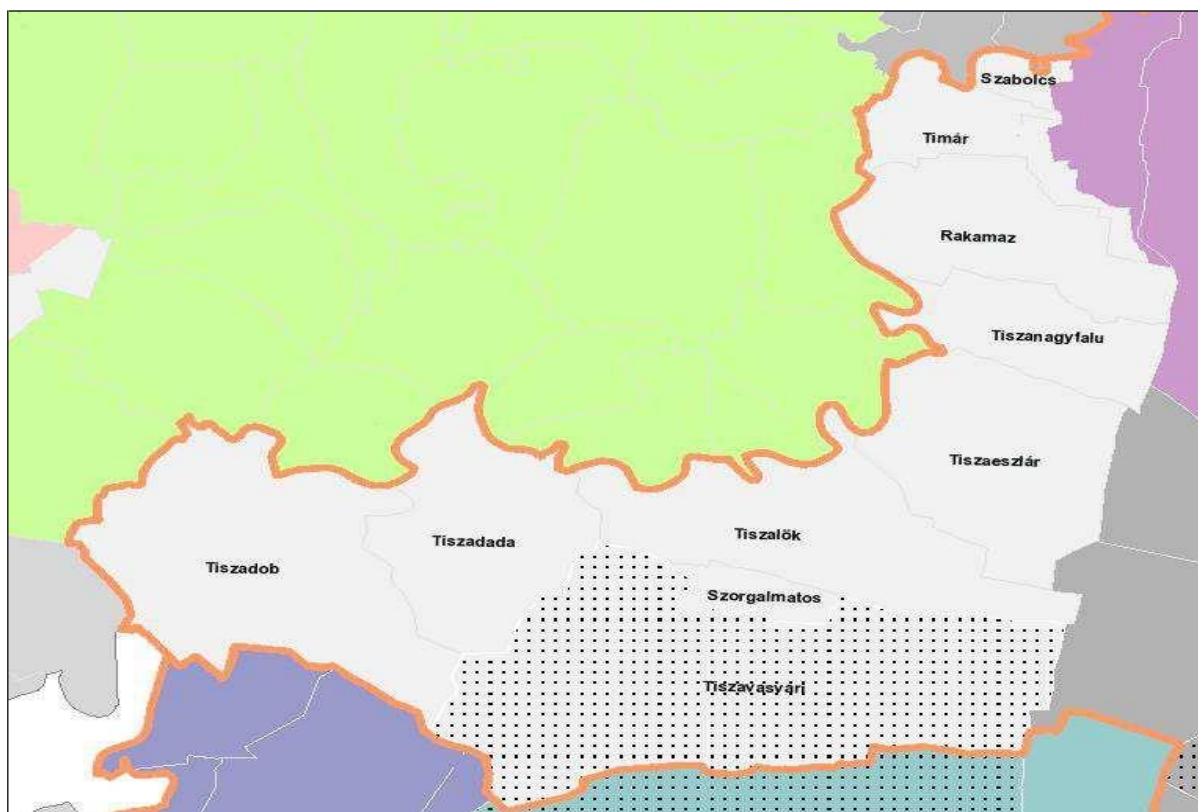 Szabolcs
Timár
Rakamaz
Tiszanagyfalu
Tiszaeszlár
Tiszalök
Tiszadada
Tiszadob
Szorgalmatos
Tiszavasvári